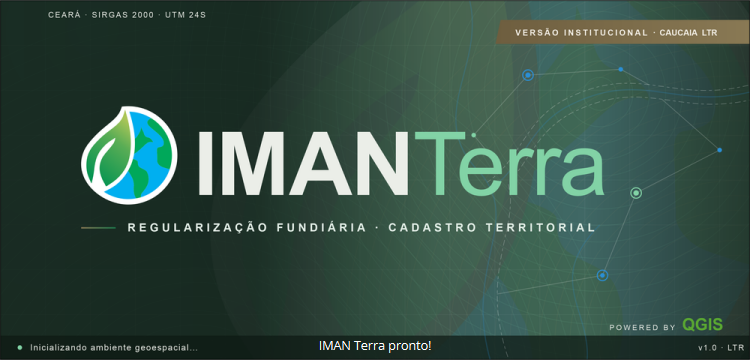 CEARÁ · SIRGAS 2000 · UTM 24S
VERSÃO INSTITUCIONAL · CAUCAIA LTR
IMANTerra
REGULARIZAÇÃO FUNDIÁRIA · CADASTRO TERRITORIAL
POWERED BY QGIS
Inicializando ambiente geoespacial...
IMAN Terra pronto!
v1.0 · LTR